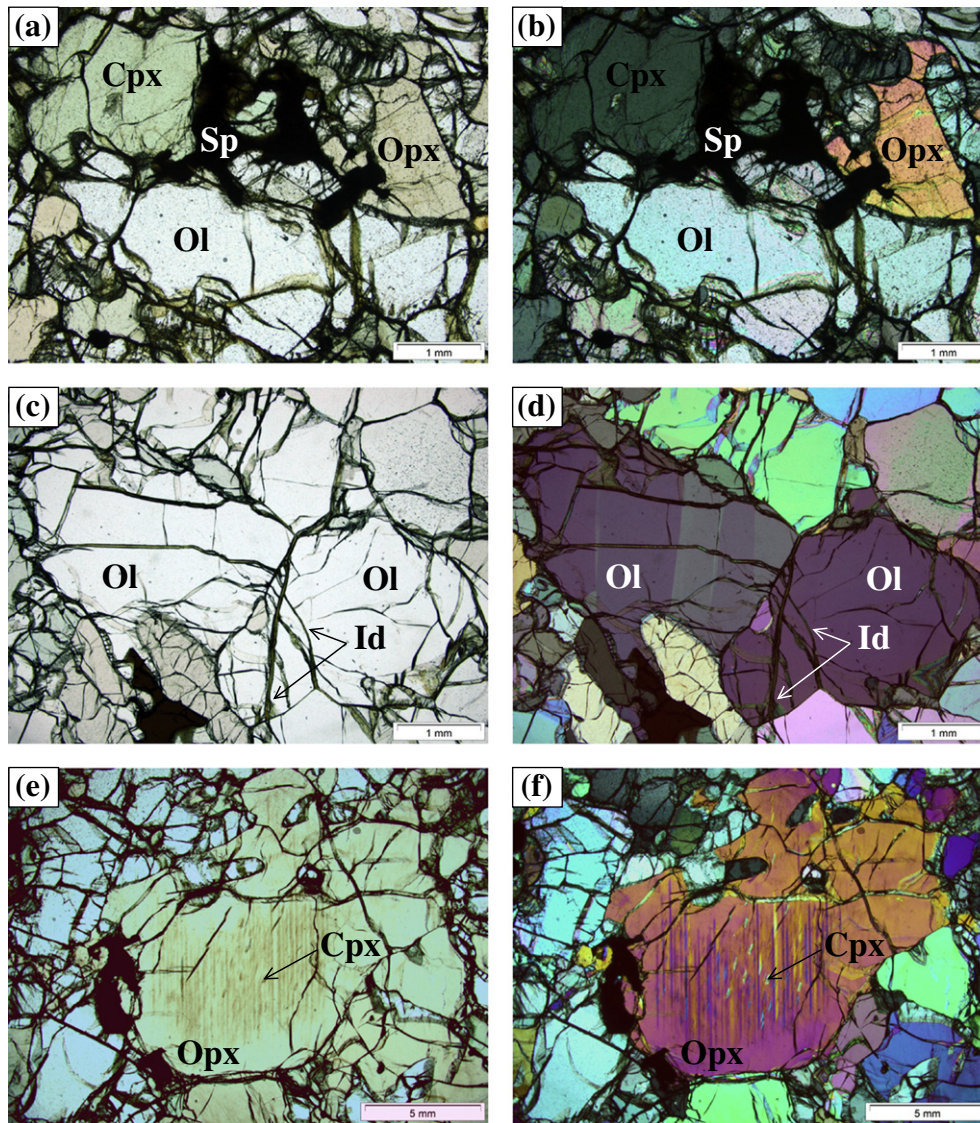 (a)
Cpx
Sp
Opx
Ol
1 mm
(b)
Cpx
Sp
Opx
Ol
1 mm
(c)
Ol
Ol
Id
1 mm
(d)
Ol
Ol
Id
1 mm
(e)
Cpx
Opx
5 mm
(f)
Cpx
Opx
5 mm